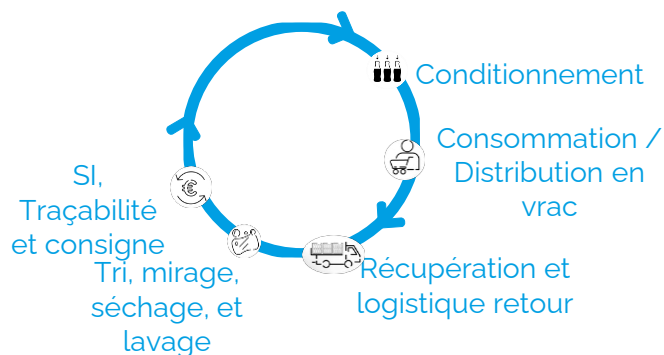 Conditionnement
Consommation /
Distribution en
vrac
Récupération et
logistique retour
Tri, mirage,
séchage, et
lavage
SI,
Traçabilité
et consigne
€